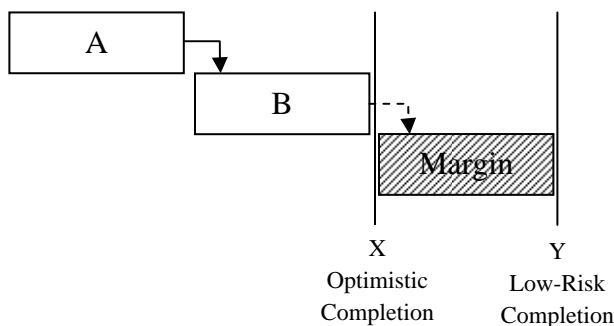 A
B
Margin
X Y
Optimistic Low-Risk
Completion Completion